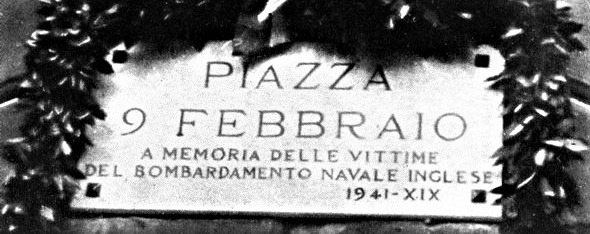 PIAZZA
9 FEBBRAIO
A MEMORIA DELLE VITTIME
DEL BOMBARDAMENTO NAVALE INGLESE
1941-XIX